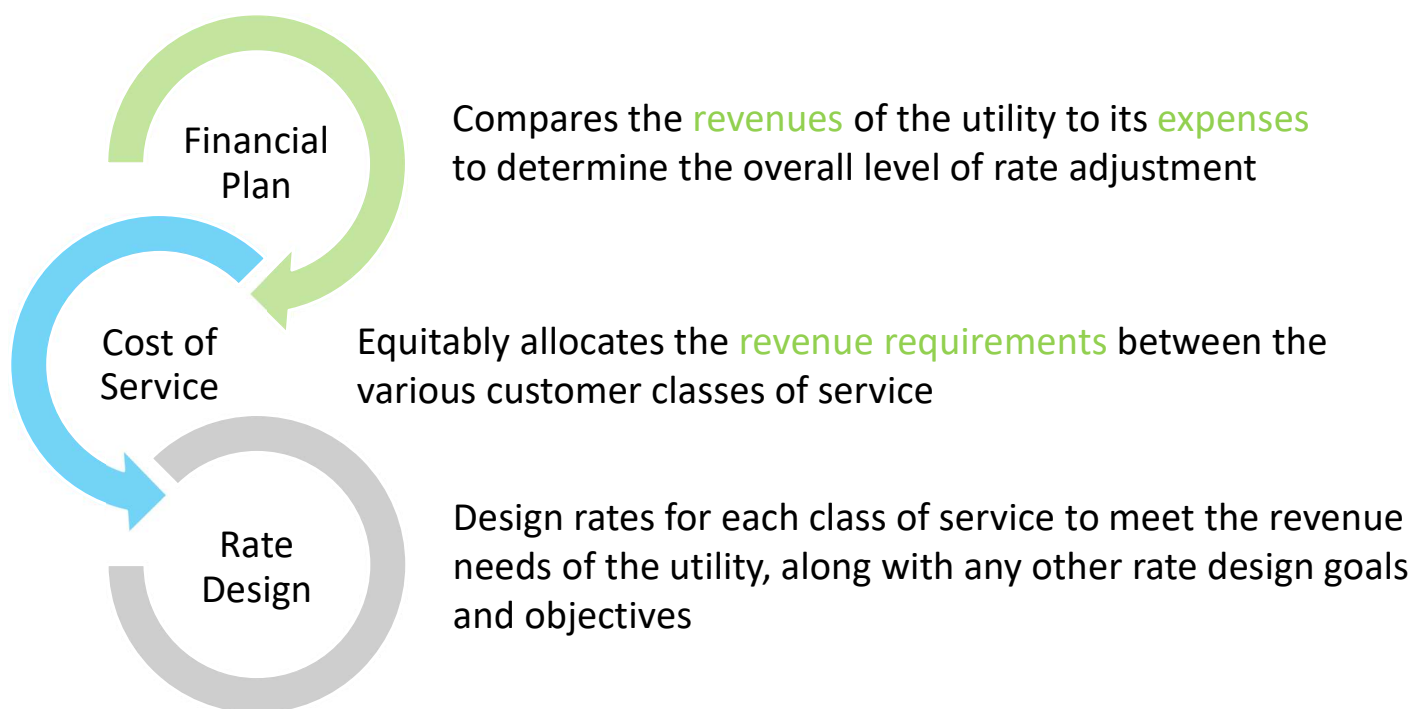 Financial
Plan
Compares the revenues of the utility to its expenses
to determine the overall level of rate adjustment
Cost of
Service
Equitably allocates the revenue requirements between the
various customer classes of service
Rate
Design
Design rates for each class of service to meet the revenue
needs of the utility, along with any other rate design goals
and objectives